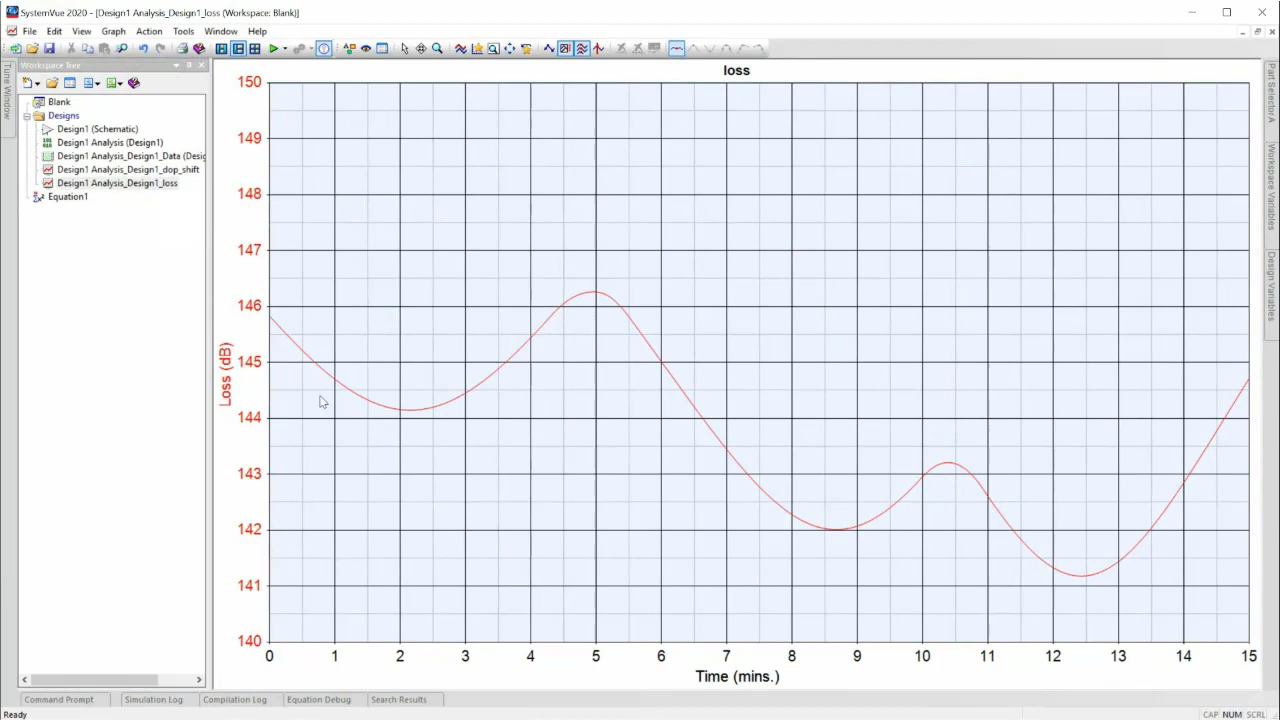 SystemVue 2020 - [Design1 Analysis_Design1_loss (Workspace: Blank)]
File Edit View Graph Action Tools Window Help
Workspace Tree
Tune Window
Blank
Designs
Design1 (Schematic)
Design1 Analysis (Design1)
Design1 Analysis_Design1_Data (Desig
Design1 Analysis_Design1_dop_shift
Design1 Analysis_Design1_loss
Equation1
loss
150
149
148
147
146
145
144
143
142
141
140
Loss (dB)
0 1 2 3 4 5 6 7 8 9 10 11 12 13 14 15
Time (mins.)
Part Selector A
Workspace Variables
Design Variables
Command Prompt Simulation Log Compilation Log Equation Debug Search Results
Ready CAP NUM SCRL